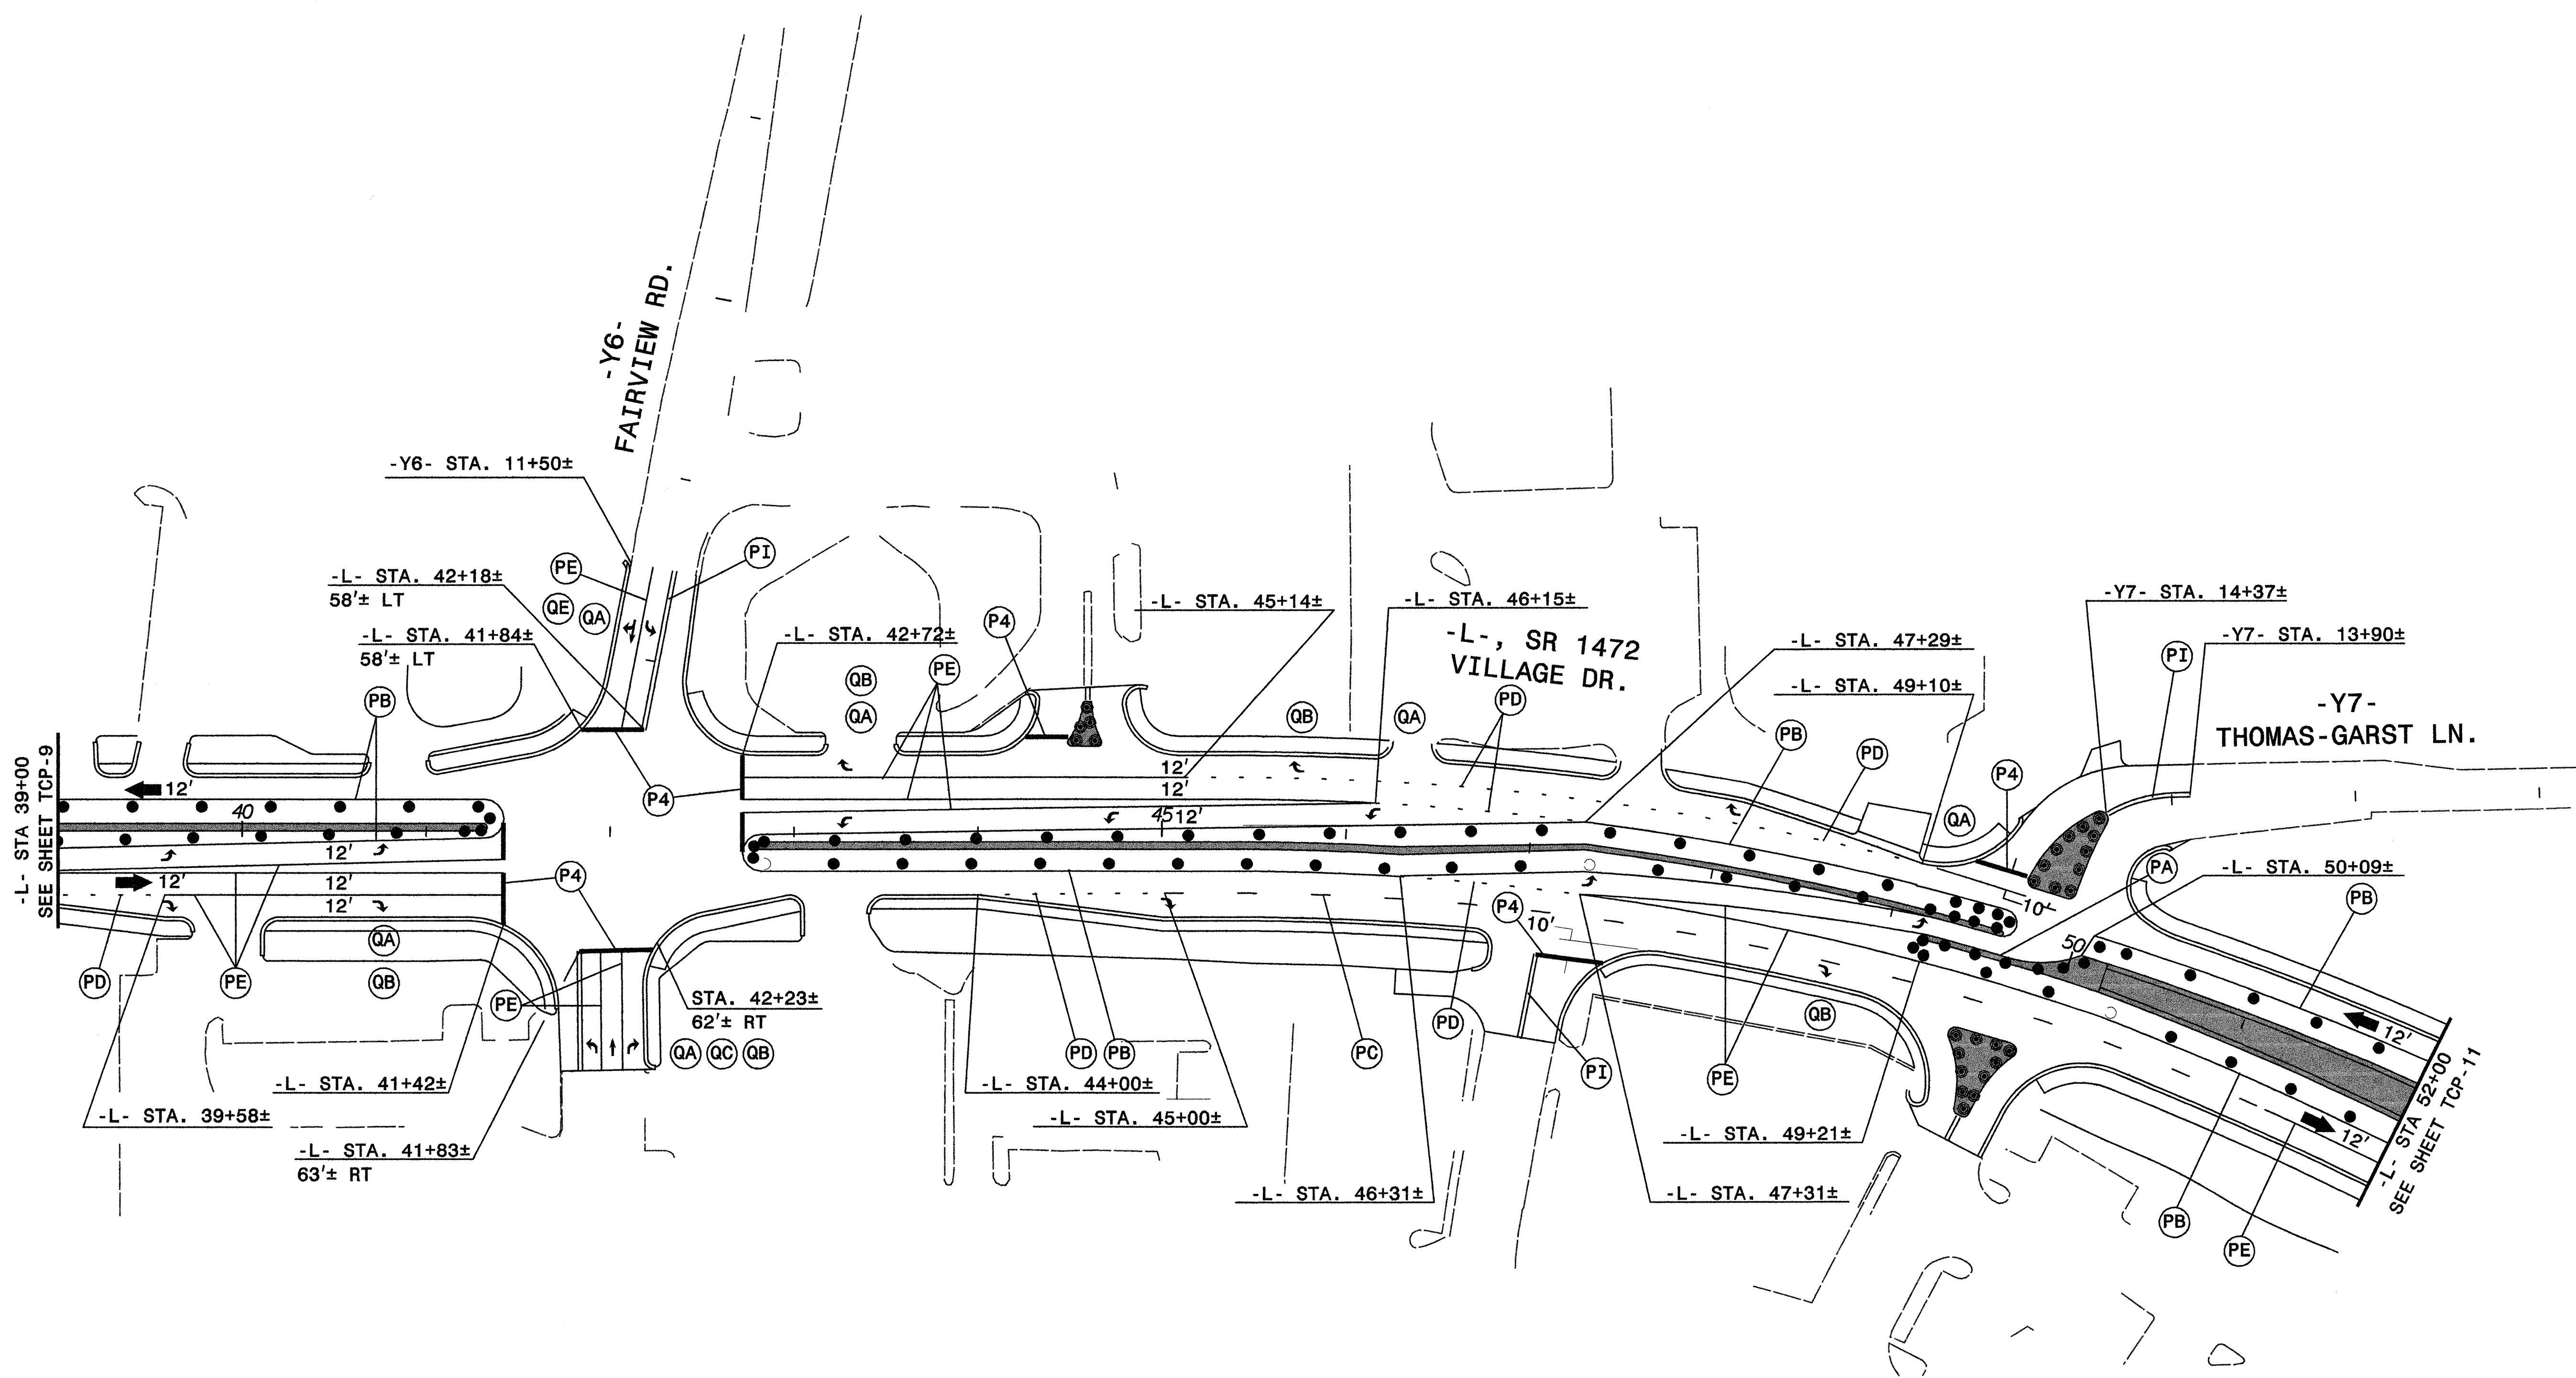 -Y6-
FAIRVIEW RD.
-Y6- STA. 11+50±
-L- STA. 42+18±
58'± LT
-L- STA. 41+84±
58'± LT
PE
QE
QA
PI
-L- STA. 42+72±
PB
P4
QB
QA
PE
P4
-L- STA. 45+14±
-L- STA. 46+15±
-L-, SR 1472
VILLAGE DR.
QB
QA
PD
-L- STA. 47+29±
-L- STA. 49+10±
PB
PD
QA
P4
-Y7- STA. 14+37±
-Y7- STA. 13+90±
PI
-Y7-
THOMAS-GARST LN.
-L- STA 39+00
SEE SHEET TCP-9
12'
40
12'
12'
12'
12'
12'
12'
45
12'
10'
PA
-L- STA. 50+09±
PB
50
PD
PE
QA
QB
P4
PE
STA. 42+23±
62'± RT
QA
QC
QB
PD
PB
PC
PD
P4
10'
PI
PE
QB
12'
12'
-L- STA 52+00
SEE SHEET TCP-11
-L- STA. 41+42±
-L- STA. 39+58±
-L- STA. 41+83±
63'± RT
-L- STA. 44+00±
-L- STA. 45+00±
-L- STA. 46+31±
-L- STA. 49+21±
-L- STA. 47+31±
PB
PE